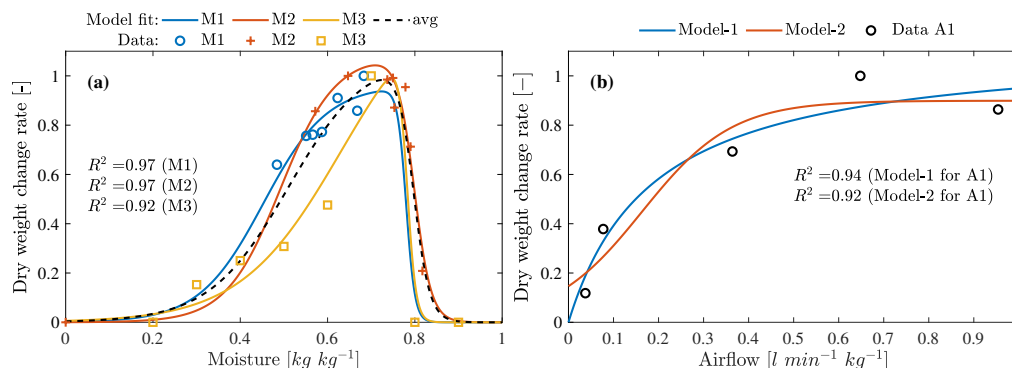 Model fit: M1 M2 M3 avg
Data: M1 M2 M3
(a)
R² =0.97 (M1)
R² =0.97 (M2)
R² =0.92 (M3)
Dry weight change rate [-]
1
0.8
0.6
0.4
0.2
0
0 0.2 0.4 0.6 0.8 1
Moisture [kg kg⁻¹]
Model-1 Model-2 Data A1
(b)
R² =0.94 (Model-1 for A1)
R² =0.92 (Model-2 for A1)
Dry weight change rate [−]
1
0.8
0.6
0.4
0.2
0
0 0.1 0.2 0.3 0.4 0.5 0.6 0.7 0.8 0.9
Airflow [l min⁻¹ kg⁻¹]